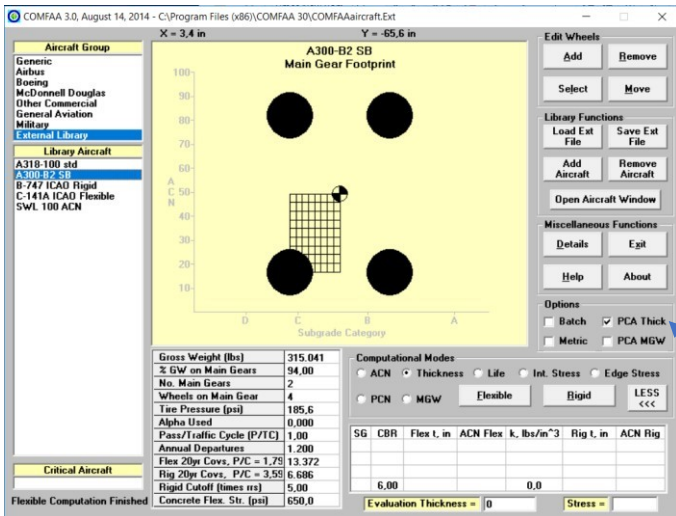 COMFAA 3.0, August 14, 2014 - C:\Program Files (x86)\COMFAA 30\COMFAAaircraft.Ext
X = 3,4 in Y = -65,6 in
Aircraft Group
Generic
Airbus
Boeing
McDonnell Douglas
Other Commercial
General Aviation
Military
External Library
Library Aircraft
A318-100 std
A300-B2 SB
B-747 ICAO Rigid
C-141A ICAO Flexible
SWL 100 ACN
Critical Aircraft
Flexible Computation Finished
A300-B2 SB
Main Gear Footprint
100
90
80
70
60
50
40
30
20
10
A C N
D C B A
Subgrade Category
Gross Weight (lbs) 315.041
% GW on Main Gears 94,00
No. Main Gears 2
Wheels on Main Gear 4
Tire Pressure (psi) 185,6
Alpha Used 0,000
Pass/Traffic Cycle (P/TC) 1,00
Annual Departures 1.200
Flex 20yr Covs, P/C = 1,79 13.372
Rig 20yr Covs, P/C = 3,59 6.686
Rigid Cutoff (times rrs) 5,00
Concrete Flex. Str. (psi) 650,0
Edit Wheels
Add Remove
Select Move
Library Functions
Load Ext File Save Ext File
Add Aircraft Remove Aircraft
Open Aircraft Window
Miscellaneous Functions
Details Exit
Help About
Options
Batch PCA Thick
Metric PCA MGW
Computational Modes
ACN Thickness Life Int. Stress Edge Stress
PCN MGW Flexible Rigid LESS <<<
SG CBR Flex t, in ACN Flex k, lbs/in^3 Rig t, in ACN Rig
6,00 0,0
Evaluation Thickness = 0 Stress =